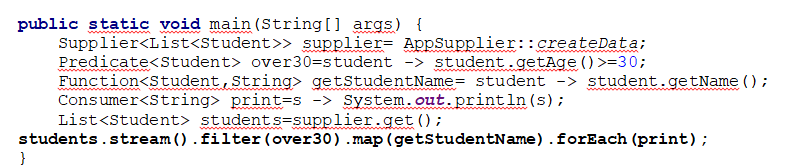 public static void main(String[] args) {
    Supplier<List<Student>> supplier= AppSupplier::createData;
    Predicate<Student> over30=student -> student.getAge()>=30;
    Function<Student,String> getStudentName= student -> student.getName();
    Consumer<String> print=s -> System.out.println(s);
    List<Student> students=supplier.get();
students.stream().filter(over30).map(getStudentName).forEach(print);
}